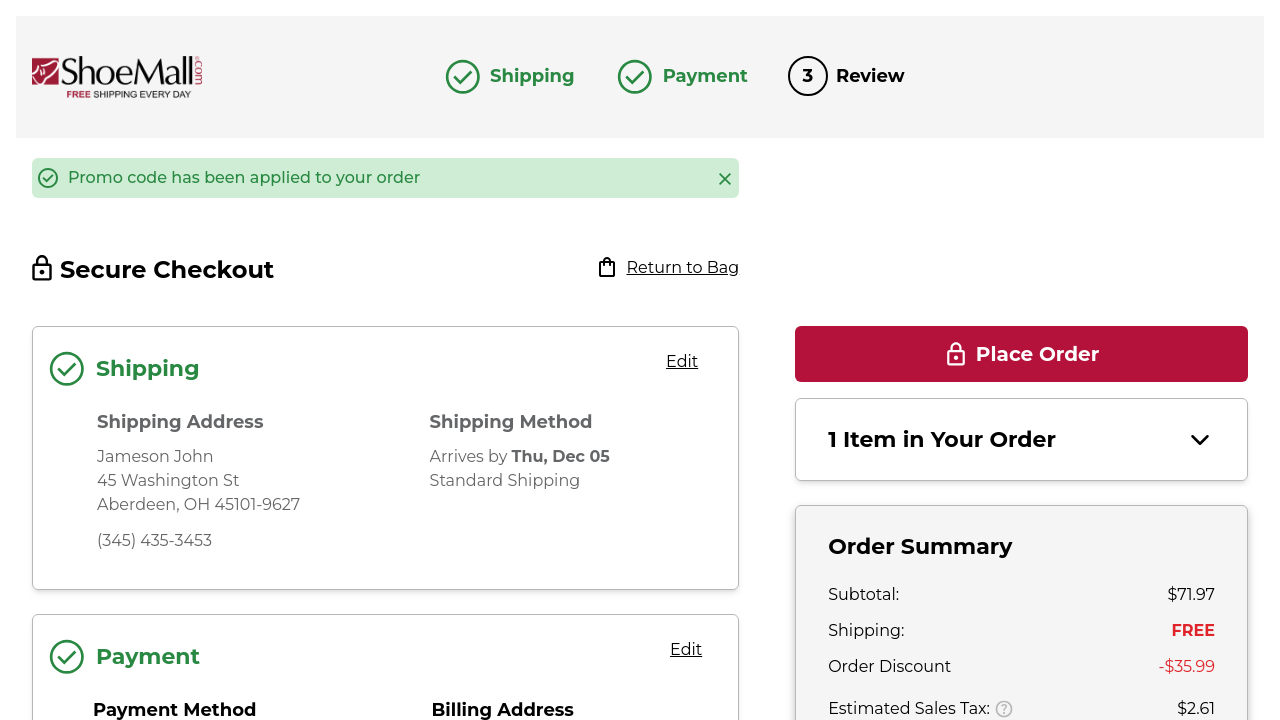 ShoeMall.com
FREE SHIPPING EVERY DAY
Shipping
Payment
3 Review
Promo code has been applied to your order
Secure Checkout
Return to Bag
Shipping
Edit
Shipping Address
Jameson John
45 Washington St
Aberdeen, OH 45101-9627
(345) 435-3453
Shipping Method
Arrives by Thu, Dec 05
Standard Shipping
Payment
Edit
Payment Method
Billing Address
Place Order
1 Item in Your Order
Order Summary
Subtotal: $71.97
Shipping: FREE
Order Discount -$35.99
Estimated Sales Tax: $2.61